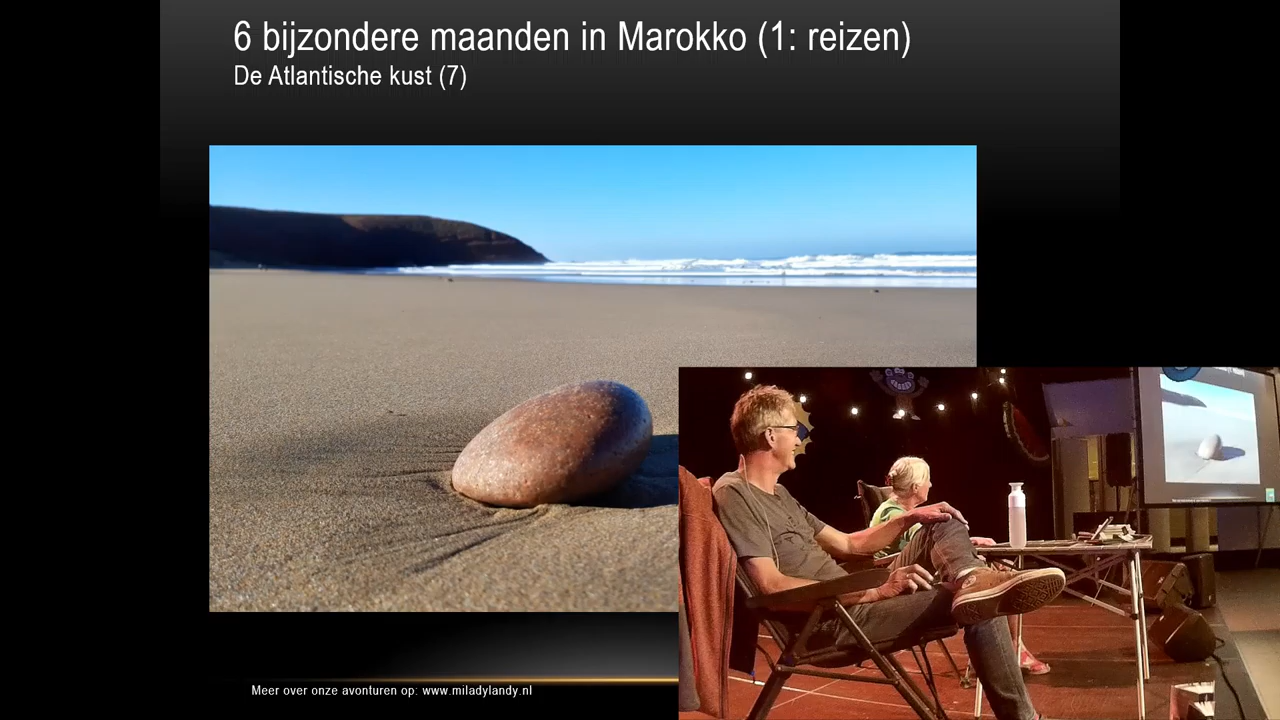 6 bijzondere maanden in Marokko (1: reizen)
De Atlantische kust (7)
Meer over onze avonturen op: www.miladylandy.nl